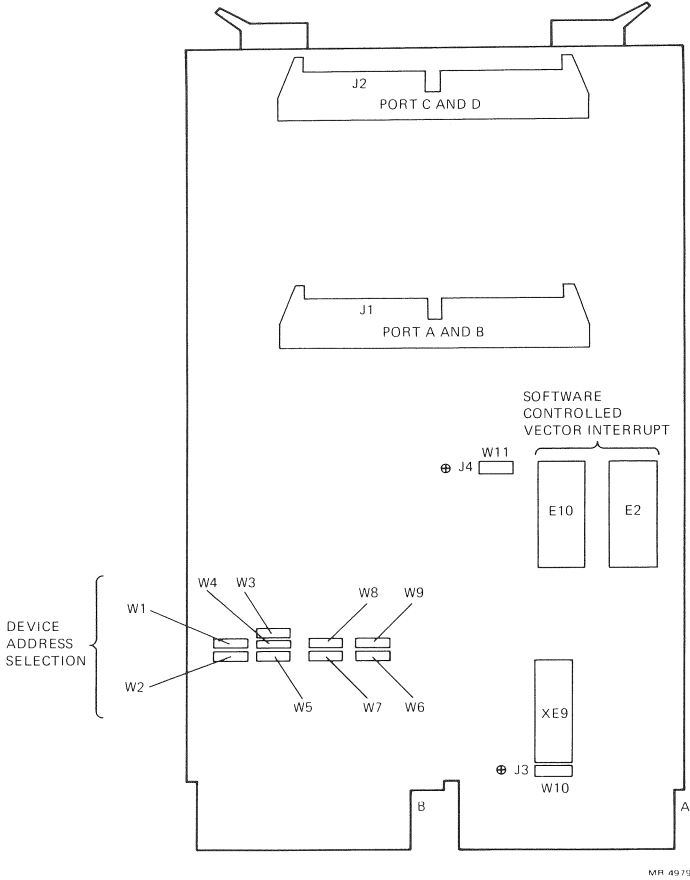 J2
PORT C AND D
J1
PORT A AND B
SOFTWARE
CONTROLLED
VECTOR INTERRUPT
W11
J4
E10
E2
W4
W3
W8
W9
W1
DEVICE
ADDRESS
SELECTION
W2
W5
W7
W6
XE9
J3
W10
B
A
MR 4979